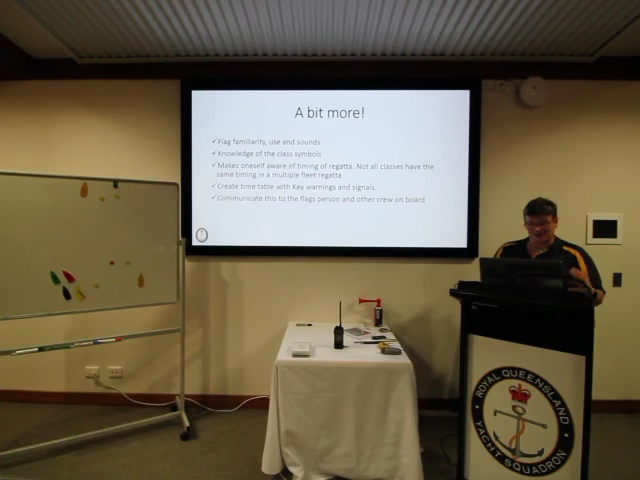 A bit more!
✓Flag familiarity, use and sounds
✓Knowledge of the class symbols
✓Makes oneself aware of timing of regatta. Not all classes have the
same timing in a multiple fleet regatta
✓Create time table with Key warnings and signals.
✓Communicate this to the flags person and other crew on board
ROYAL QUEENSLAND
YACHT SQUADRON